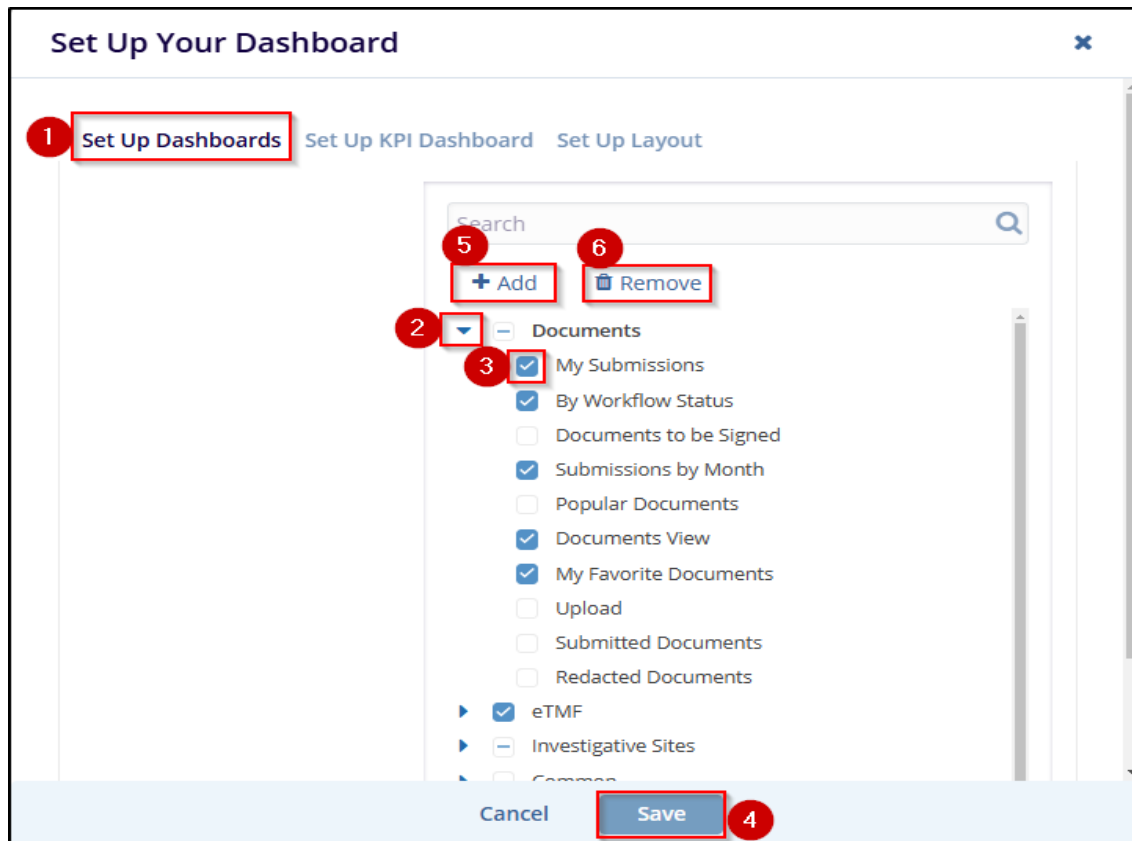 Set Up Your Dashboard
1 Set Up Dashboards Set Up KPI Dashboard Set Up Layout
Search
5 6
Add Remove
2 Documents
3 My Submissions
By Workflow Status
Documents to be Signed
Submissions by Month
Popular Documents
Documents View
My Favorite Documents
Upload
Submitted Documents
Redacted Documents
eTMF
Investigative Sites
Common
Cancel Save 4